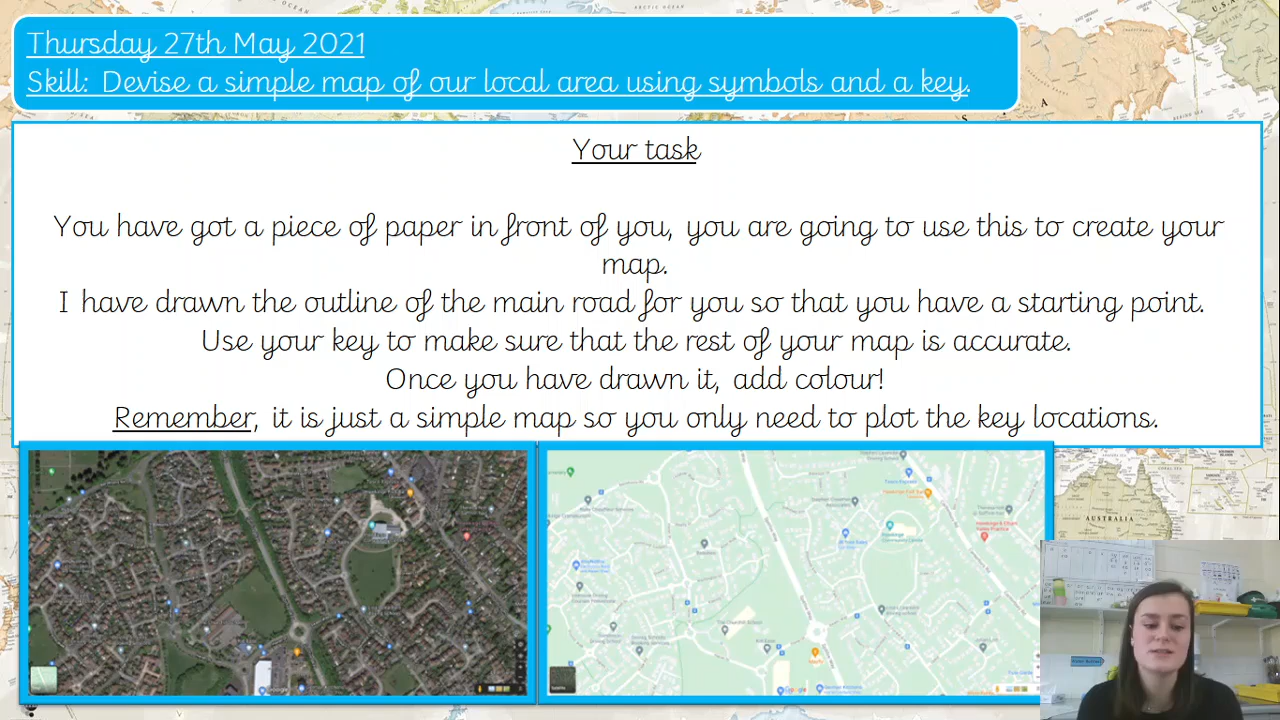 Thursday 27th May 2021
Skill: Devise a simple map of our local area using symbols and a key.
Your task
You have got a piece of paper in front of you, you are going to use this to create your
map.
I have drawn the outline of the main road for you so that you have a starting point.
Use your key to make sure that the rest of your map is accurate.
Once you have drawn it, add colour!
Remember, it is just a simple map so you only need to plot the key locations.
AUSTRALIA
Google